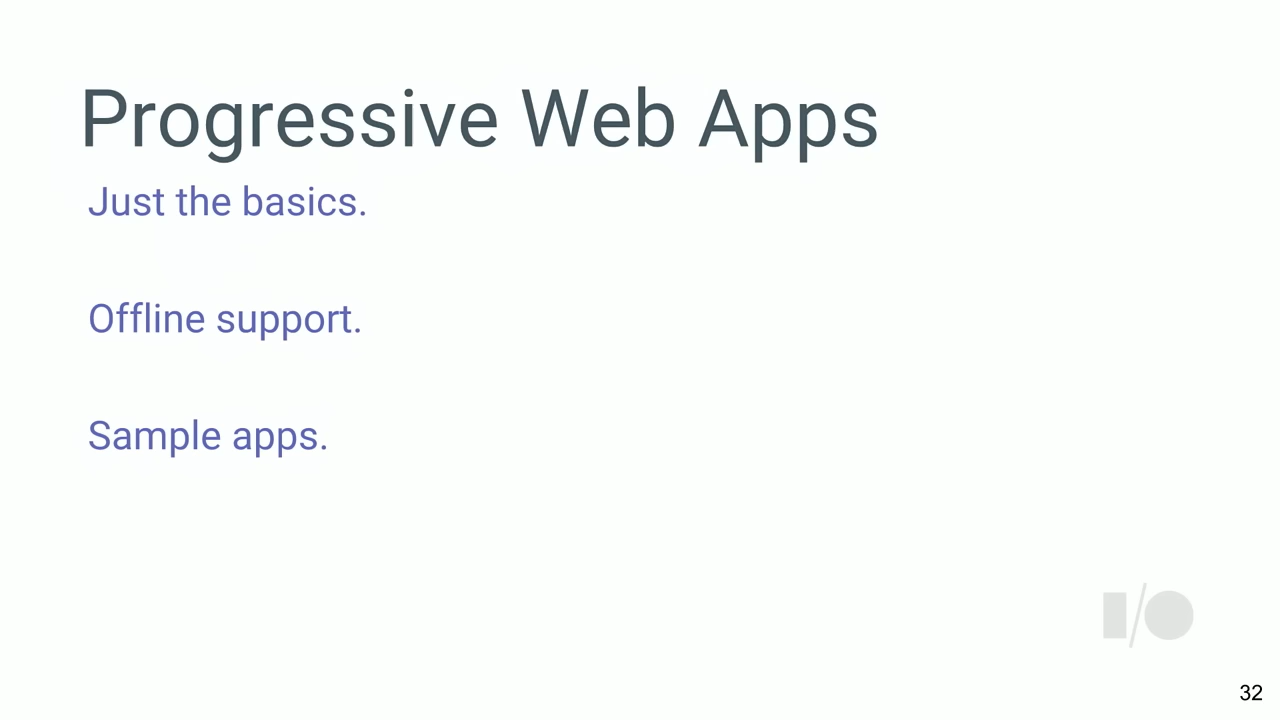 Progressive Web Apps
Just the basics.
Offline support.
Sample apps.
I/O
32